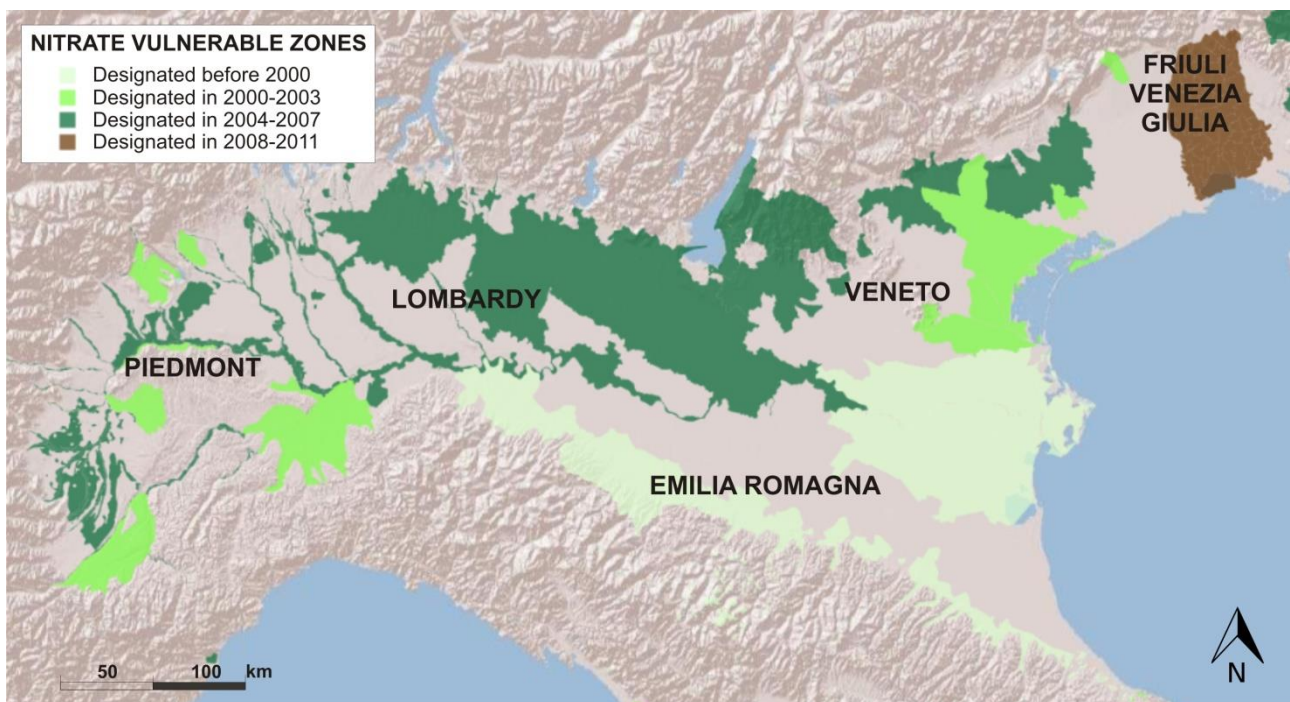 NITRATE VULNERABLE ZONES
Designated before 2000
Designated in 2000-2003
Designated in 2004-2007
Designated in 2008-2011
FRIULI
VENEZIA
GIULIA
LOMBARDY
VENETO
PIEDMONT
EMILIA ROMAGNA
50 100 km
N